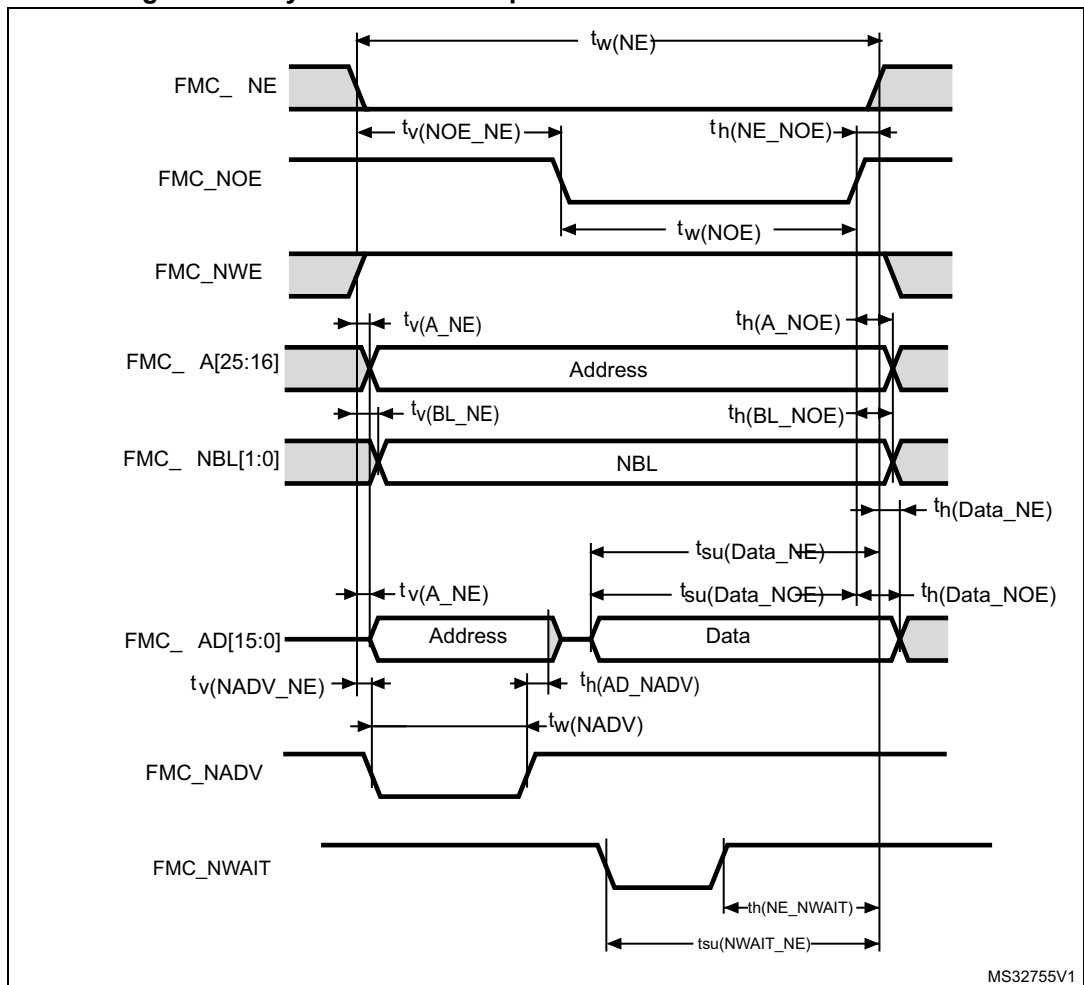 tw(NE)
FMC_ NE
tv(NOE_NE)
th(NE_NOE)
FMC_NOE
tw(NOE)
FMC_NWE
tv(A_NE)
th(A_NOE)
FMC_ A[25:16]
Address
tv(BL_NE)
th(BL_NOE)
FMC_ NBL[1:0]
NBL
th(Data_NE)
tsu(Data_NE)
tv(A_NE)
tsu(Data_NOE)
th(Data_NOE)
FMC_ AD[15:0]
Address
Data
tv(NADV_NE)
th(AD_NADV)
tw(NADV)
FMC_NADV
FMC_NWAIT
th(NE_NWAIT)
tsu(NWAIT_NE)
MS32755V1